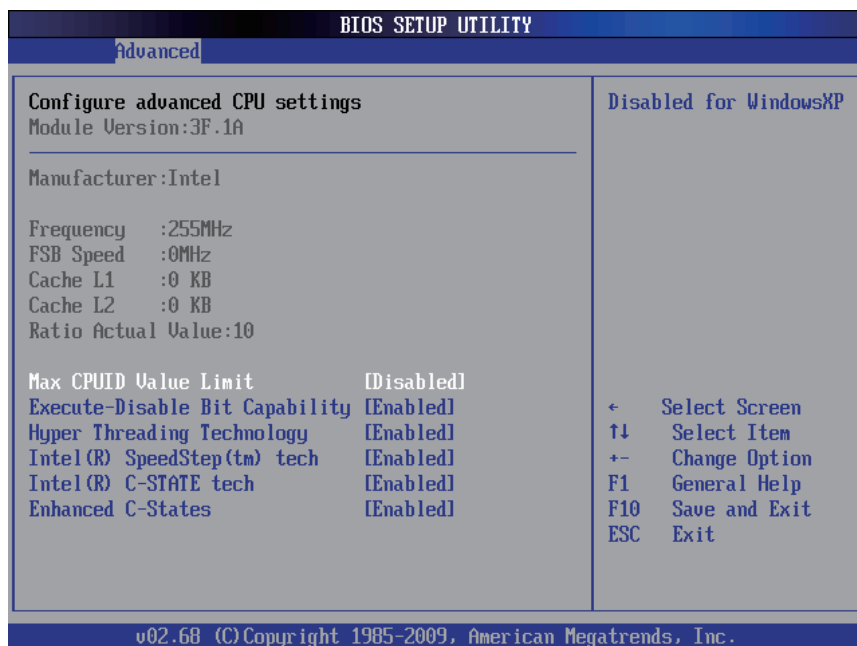 BIOS SETUP UTILITY
Advanced
Configure advanced CPU settings
Module Version:3F.1A
Manufacturer:Intel
Frequency :255MHz
FSB Speed :0MHz
Cache L1 :0 KB
Cache L2 :0 KB
Ratio Actual Value:10
Max CPUID Value Limit [Disabled]
Execute-Disable Bit Capability [Enabled]
Hyper Threading Technology [Enabled]
Intel(R) SpeedStep(tm) tech [Enabled]
Intel(R) C-STATE tech [Enabled]
Enhanced C-States [Enabled]
Disabled for WindowsXP
← Select Screen
↑↓ Select Item
+- Change Option
F1 General Help
F10 Save and Exit
ESC Exit
v02.68 (C)Copyright 1985-2009, American Megatrends, Inc.